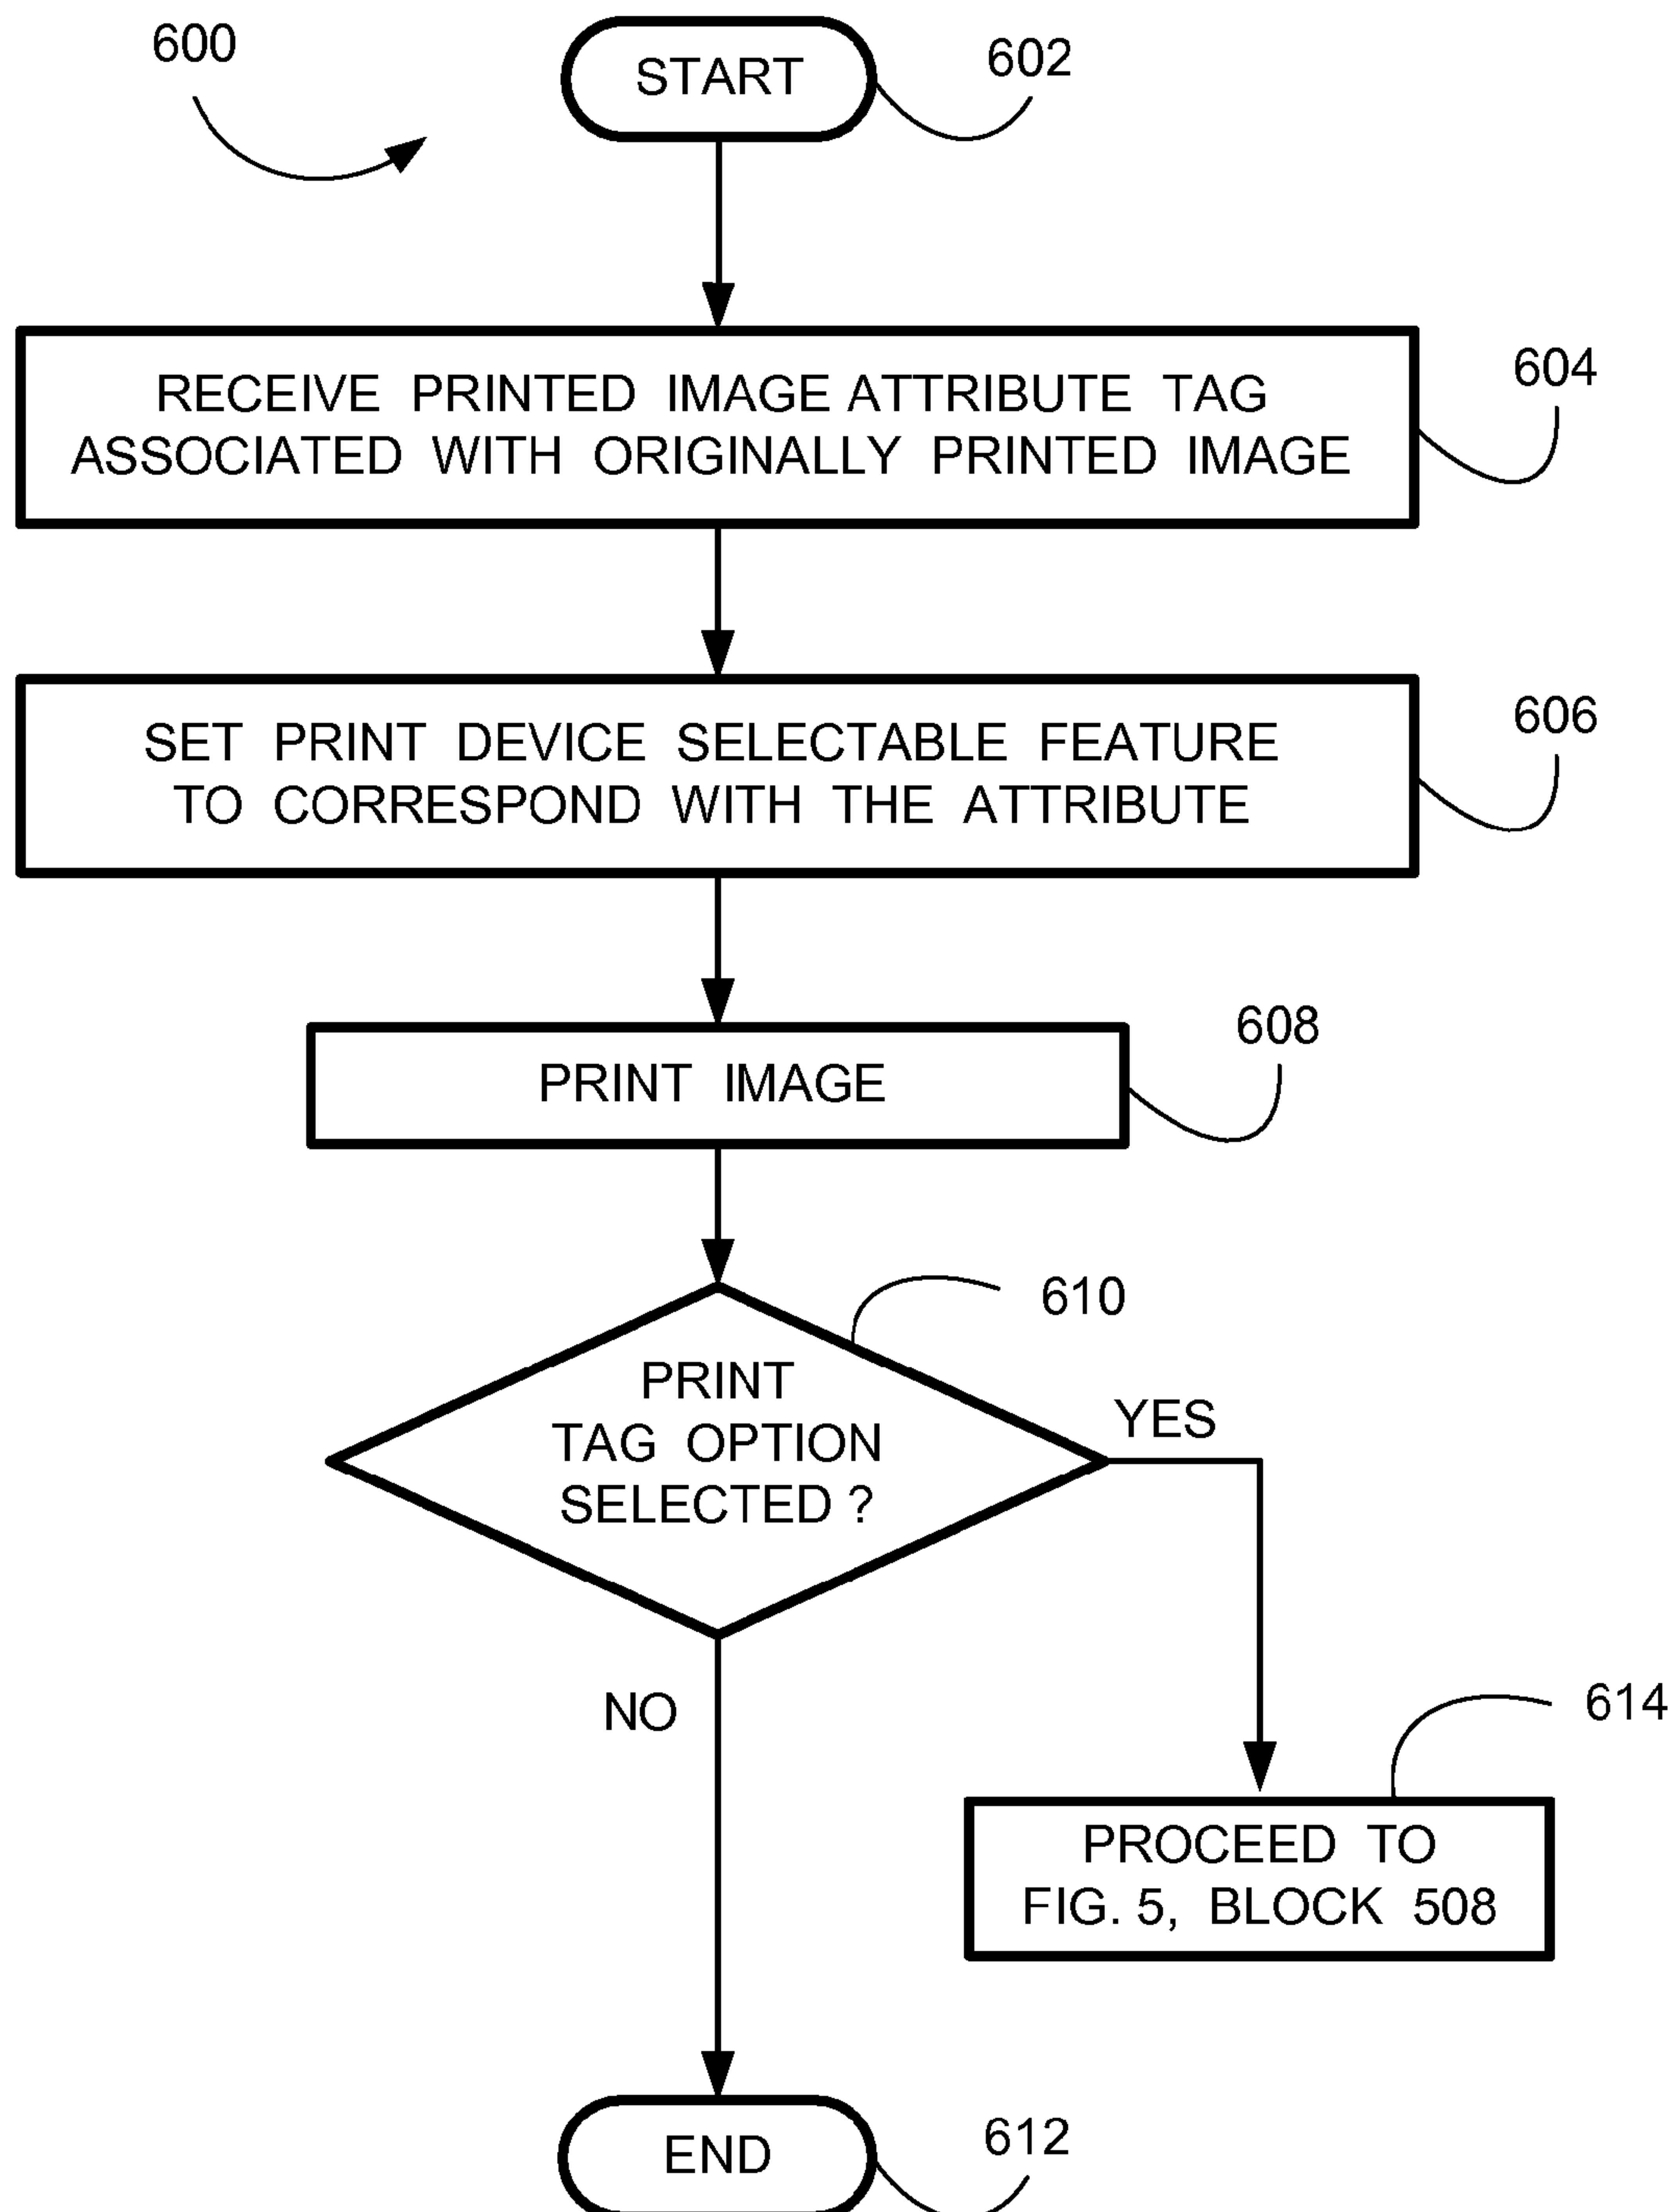 600
START
602
RECEIVE PRINTED IMAGE ATTRIBUTE TAG
ASSOCIATED WITH ORIGINALLY PRINTED IMAGE
604
SET PRINT DEVICE SELECTABLE FEATURE
TO CORRESPOND WITH THE ATTRIBUTE
606
PRINT IMAGE
608
610
PRINT
TAG OPTION
SELECTED ?
YES
NO
614
PROCEED TO
FIG. 5, BLOCK 508
END
612